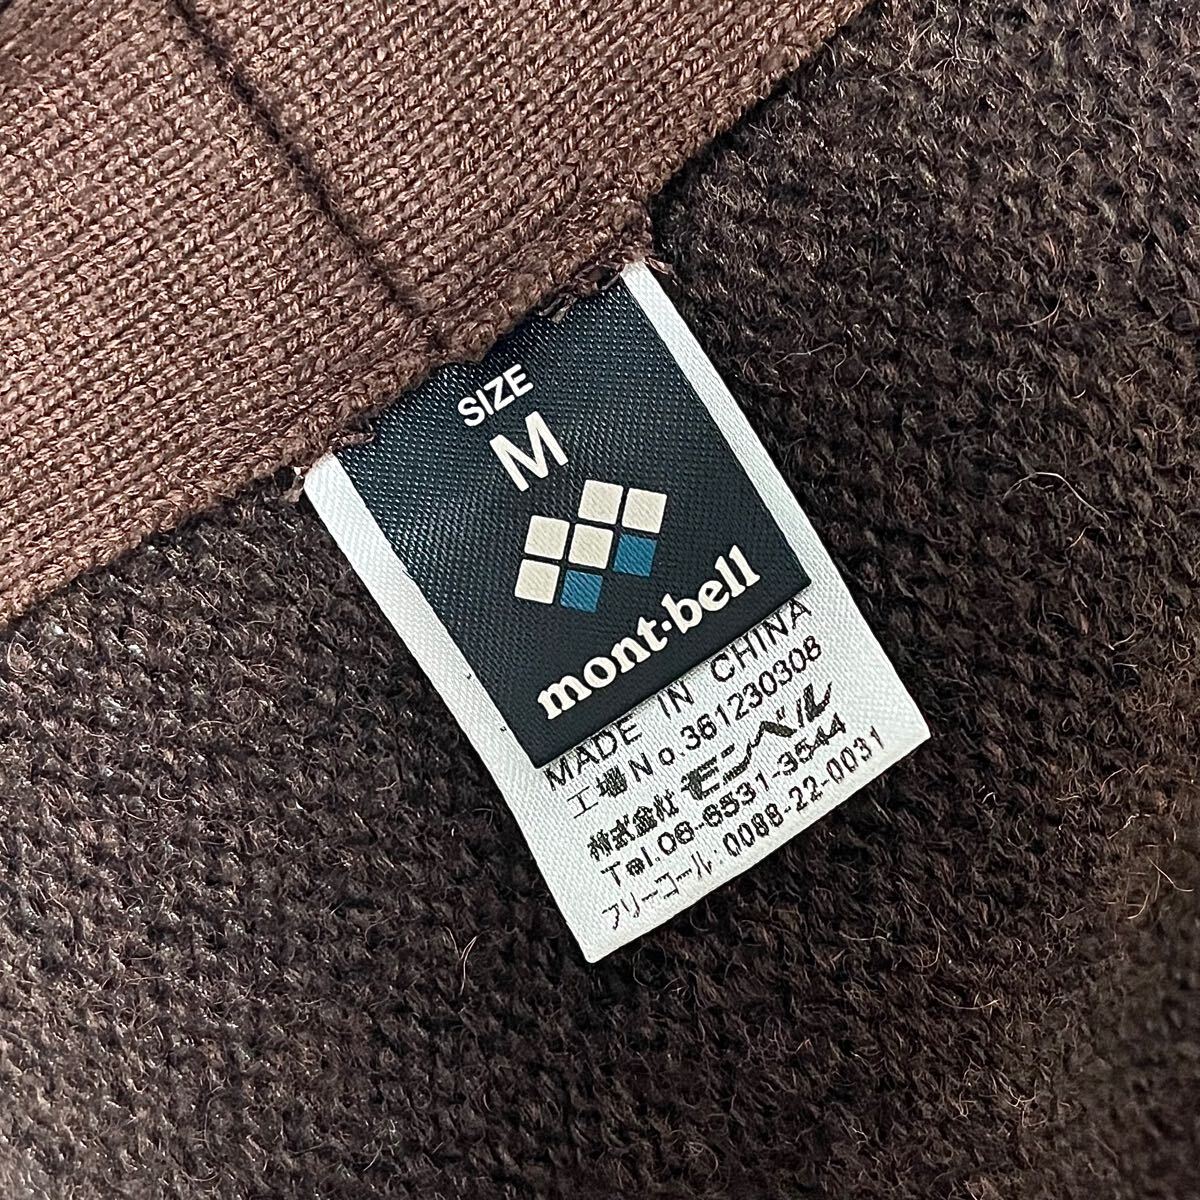 SIZE
M
mont·bell
MADE IN CHINA
工場No.361230308
株式会社 モンベル
Tel.06-6531-3544
フリーコール:0088-22-0031